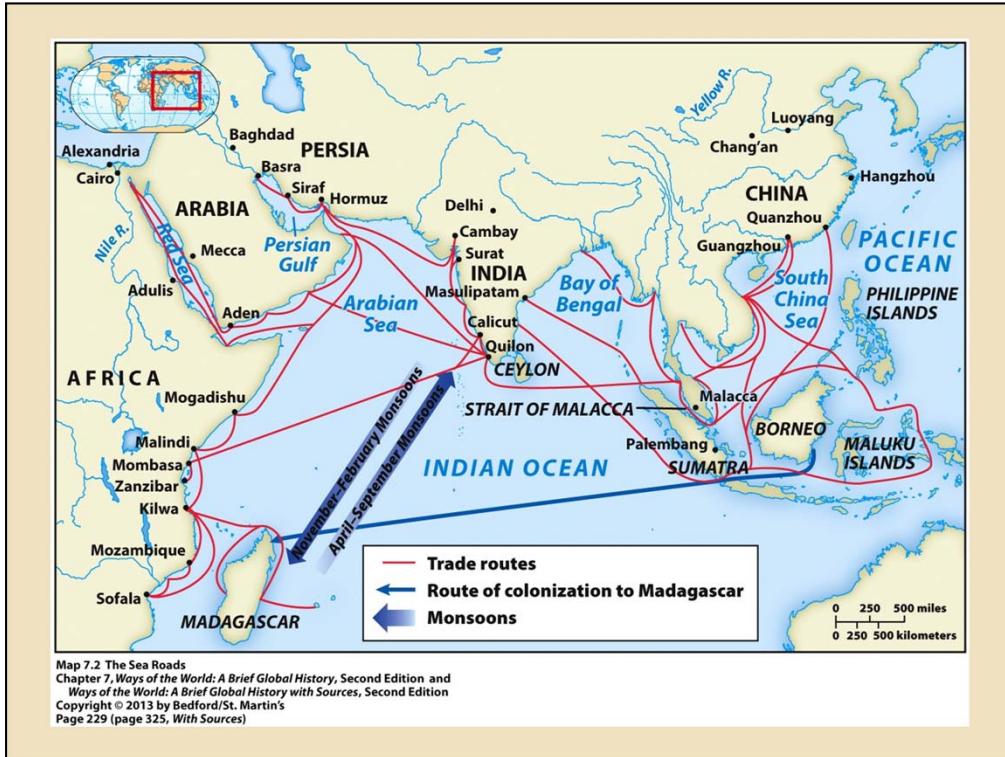 Yellow R.
Luoyang
Chang'an
Baghdad
PERSIA
Alexandria
Basra
CHINA
Hangzhou
Cairo
Siraf
Hormuz
Delhi
Quanzhou
ARABIA
Cambay
Guangzhou
PACIFIC
OCEAN
Nile R.
Red Sea
Mecca
Persian
Gulf
Surat
INDIA
Bay of
Bengal
South
China
Sea
PHILIPPINE
ISLANDS
Adulis
Arabian
Sea
Masulipatam
Aden
Calicut
Quilon
CEYLON
AFRICA
Mogadishu
STRAIT OF MALACCA
Malacca
BORNEO
Malindi
Mombasa
Palembang
SUMATRA
MALUKU
ISLANDS
INDIAN OCEAN
November–February Monsoons
April–September Monsoons
Zanzibar
Kilwa
Mozambique
Sofala
MADAGASCAR
Trade routes
Route of colonization to Madagascar
Monsoons
0 250 500 miles
0 250 500 kilometers
Map 7.2 The Sea Roads
Chapter 7, Ways of the World: A Brief Global History, Second Edition and
Ways of the World: A Brief Global History with Sources, Second Edition
Copyright © 2013 by Bedford/St. Martin's
Page 229 (page 325, With Sources)